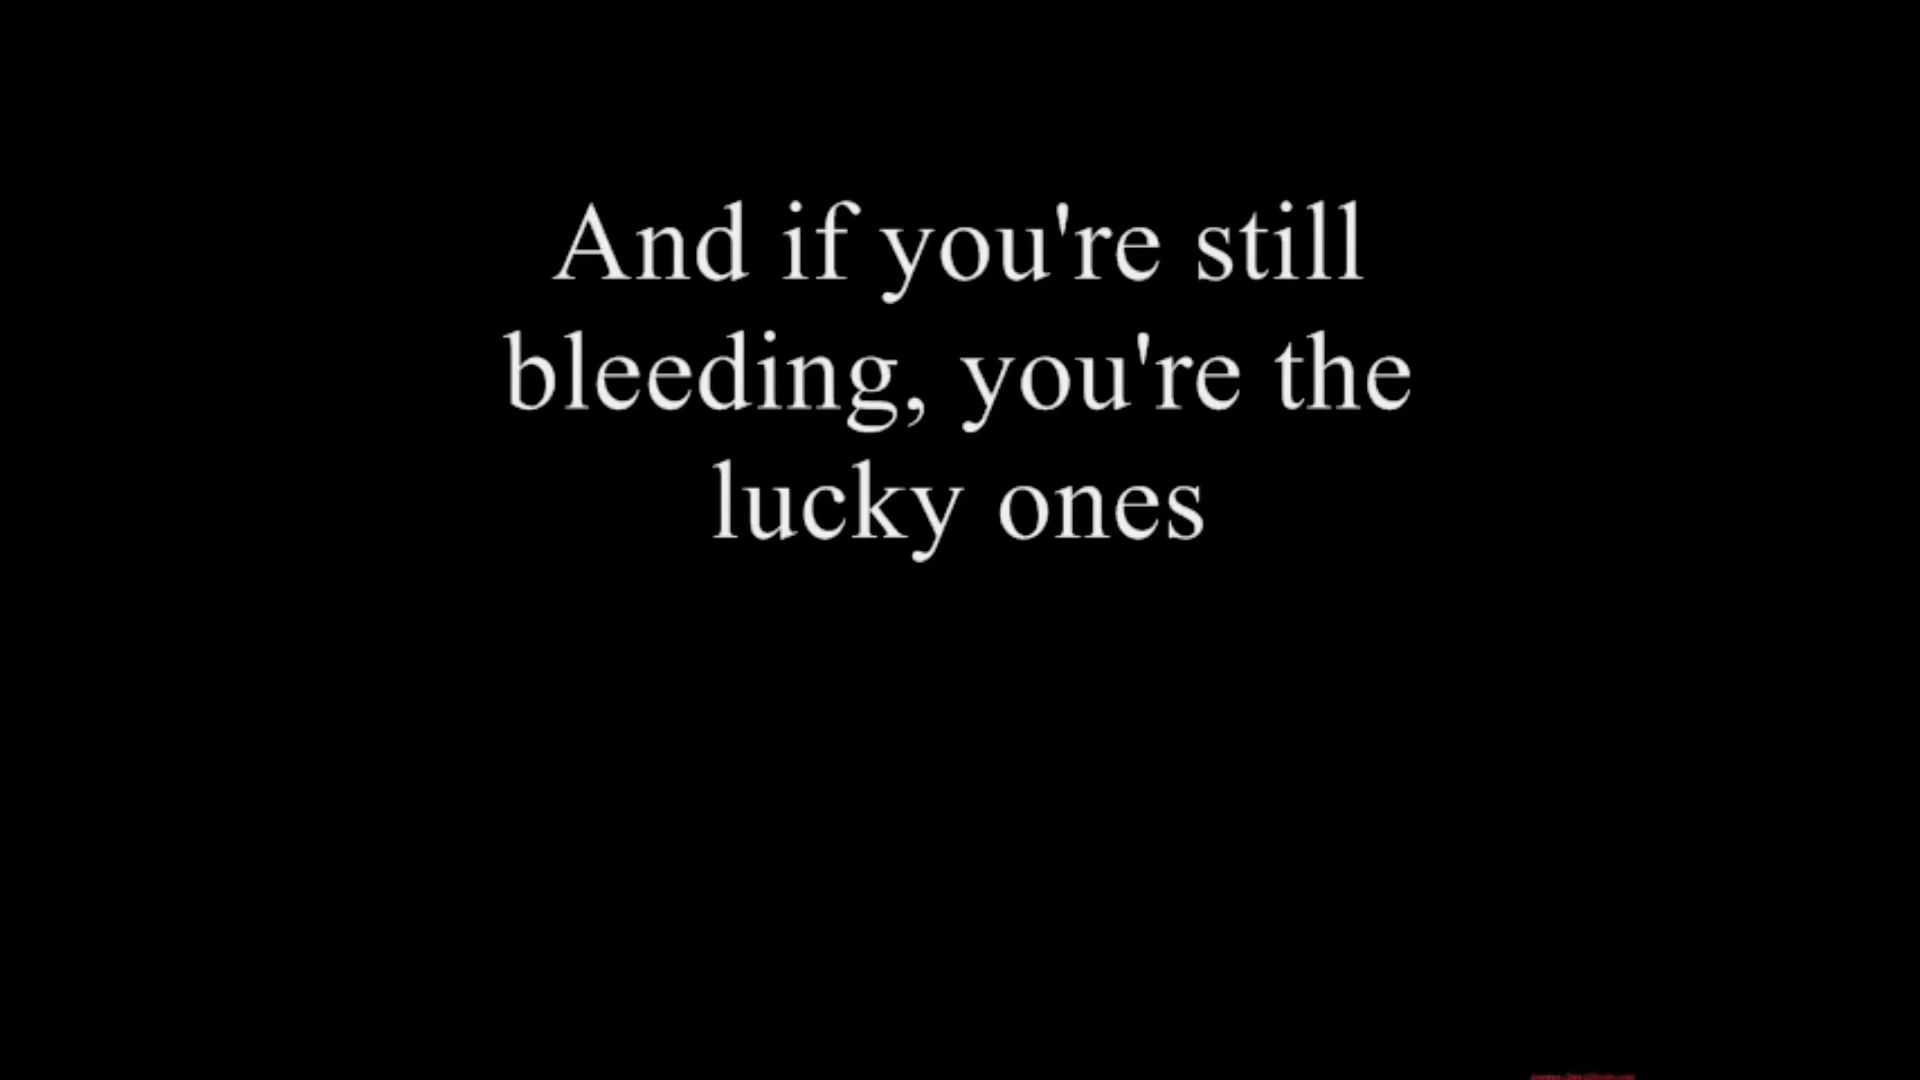 And if you're still
bleeding, you're the
lucky ones